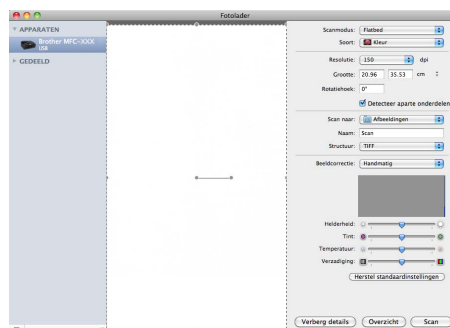 Fotolader
APPARATEN
Brother MFC-XXX
USB
GEDEELD
Scanmodus: Flatbed
Soort: Kleur
Resolutie: 150 dpi
Grootte: 20.96 35.53 cm
Rotatiehoek: 0°
Detecteer aparte onderdelen
Scan naar: Afbeeldingen
Naam: Scan
Structuur: TIFF
Beeldcorrectie: Handmatig
Helderheid:
Tint:
Temperatuur:
Verzadiging:
Herstel standaardinstellingen
Verberg details Overzicht Scan